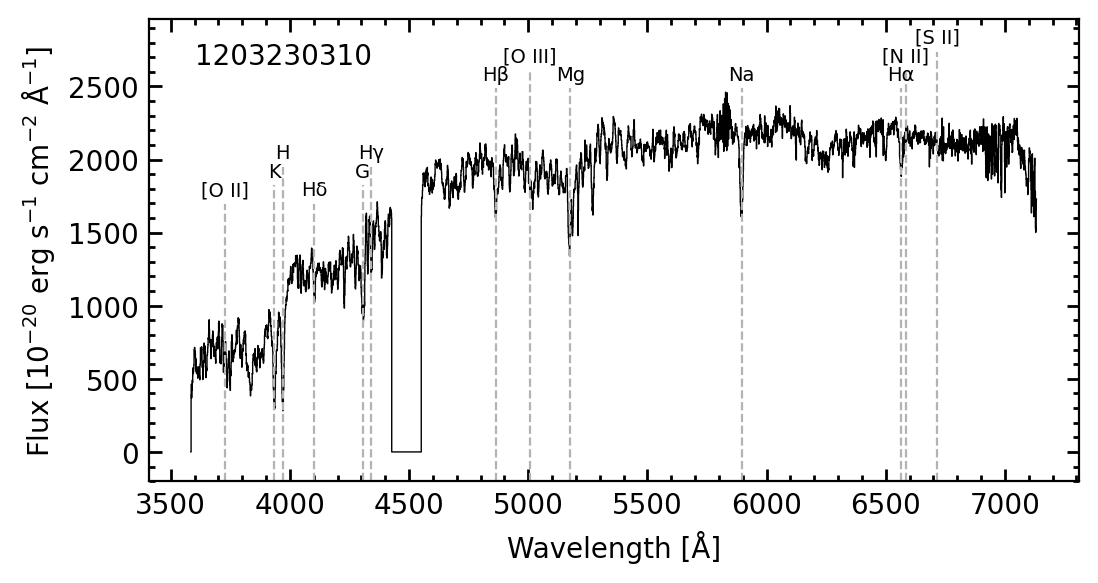 1203230310
[S II]
[O III] [N II]
Hβ Mg Na Hα
H Hγ
K G
[O II] Hδ
2500
2000
1500
1000
500
0
Flux [10⁻²⁰ erg s⁻¹ cm⁻² Å⁻¹]
3500 4000 4500 5000 5500 6000 6500 7000
Wavelength [Å]